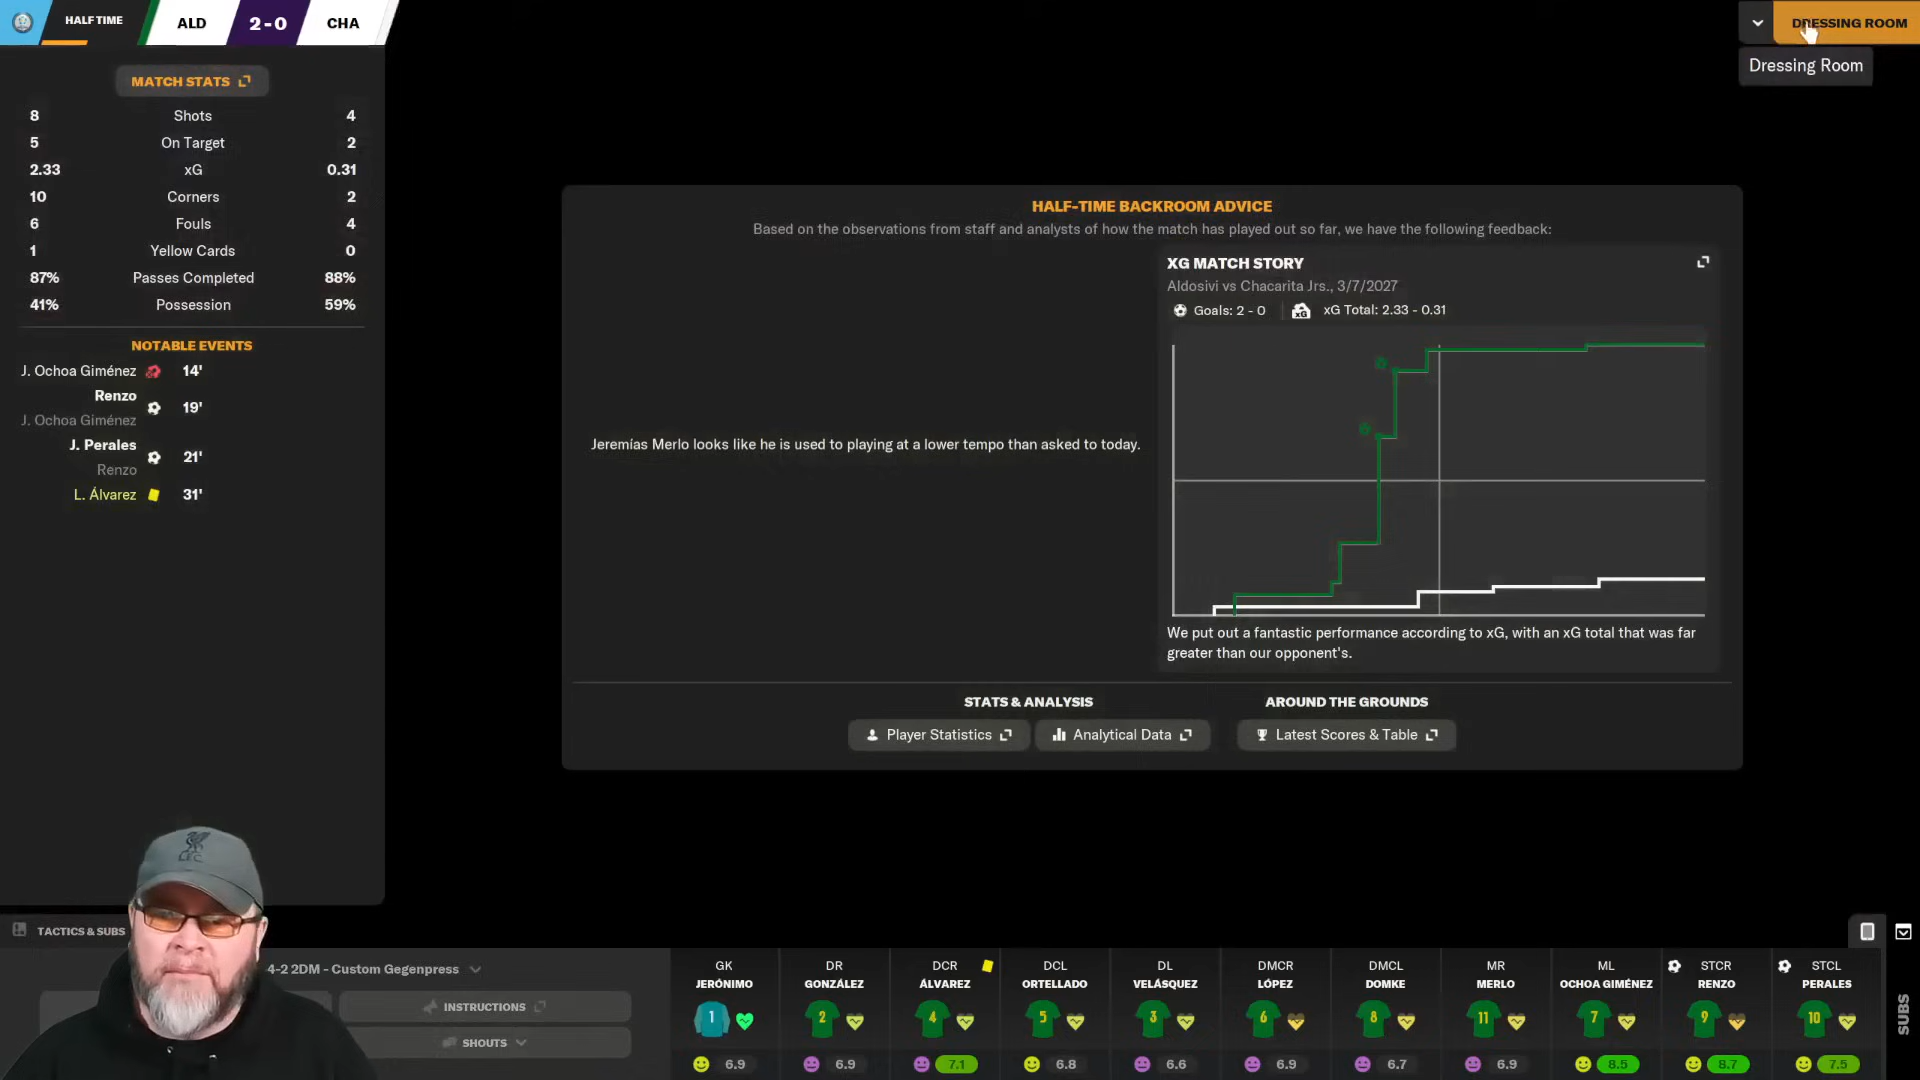 HALF TIME
ALD 2 - 0 CHA
DRESSING ROOM
Dressing Room
MATCH STATS
8 Shots 4
5 On Target 2
2.33 xG 0.31
10 Corners 2
6 Fouls 4
1 Yellow Cards 0
87% Passes Completed 88%
41% Possession 59%
NOTABLE EVENTS
J. Ochoa Giménez 14'
Renzo
19'
J. Ochoa Giménez
J. Perales
21'
Renzo
L. Álvarez 31'
HALF-TIME BACKROOM ADVICE
Based on the observations from staff and analysts of how the match has played out so far, we have the following feedback:
Jeremías Merlo looks like he is used to playing at a lower tempo than asked to today.
XG MATCH STORY
Aldosivi vs Chacarita Jrs., 3/7/2027
Goals: 2 - 0 xG xG Total: 2.33 - 0.31
We put out a fantastic performance according to xG, with an xG total that was far
greater than our opponent's.
STATS & ANALYSIS
AROUND THE GROUNDS
Player Statistics
Analytical Data
Latest Scores & Table
L.F.C.
TACTICS & SUBS
4-2 2DM - Custom Gegenpress
INSTRUCTIONS
SHOUTS
GK DR DCR DCL DL DMCR DMCL MR ML STCR STCL
JERÓNIMO GONZÁLEZ ÁLVAREZ ORTELLADO VELÁSQUEZ LÓPEZ DOMKE MERLO OCHOA GIMÉNEZ RENZO PERALES
1 2 4 5 3 6 8 11 7 9 10
6.9 6.9 7.1 6.8 6.6 6.9 6.7 6.9 8.5 8.7 7.5
SUBS